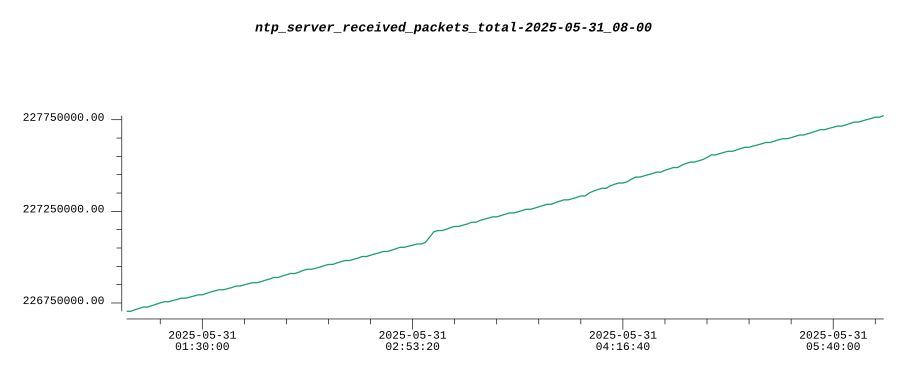 ntp_server_received_packets_total-2025-05-31_08-00
227750000.00
227250000.00
226750000.00
2025-05-31 2025-05-31 2025-05-31 2025-05-31
01:30:00 02:53:20 04:16:40 05:40:00